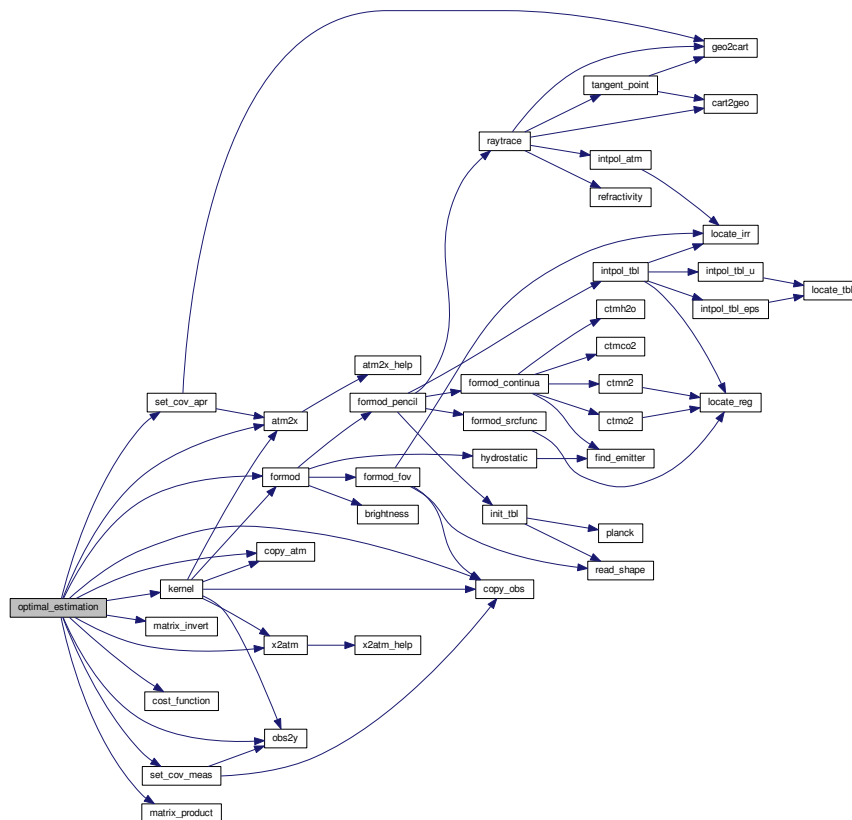 geo2cart
tangent_point
cart2geo
raytrace
intpol_atm
refractivity
locate_irr
intpol_tbl
intpol_tbl_u
locate_tbl
intpol_tbl_eps
ctmh2o
ctmco2
atm2x_help
formod_continua
ctmn2
set_cov_apr
formod_pencil
locate_reg
atm2x
formod_srcfunc
ctmo2
hydrostatic
find_emitter
formod
formod_fov
brightness
init_tbl
planck
copy_atm
read_shape
kernel
copy_obs
optimal_estimation
matrix_invert
x2atm
x2atm_help
cost_function
obs2y
set_cov_meas
matrix_product